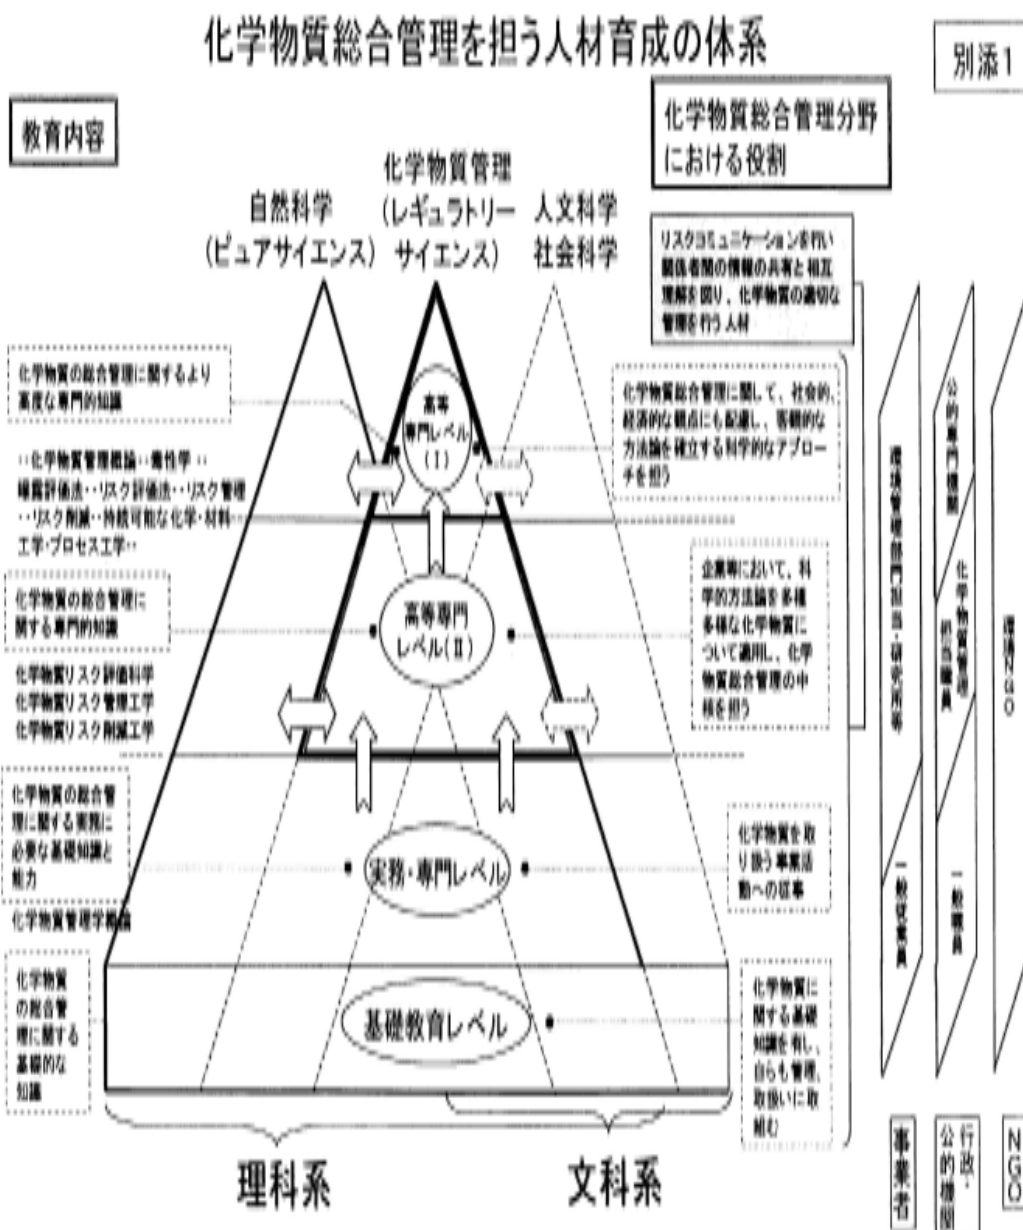 化学物質総合管理を担う人材育成の体系
別添1
教育内容
化学物質総合管理分野
における役割
自然科学
(ピュアサイエンス)
化学物質管理
(レギュラトリー
サイエンス)
人文科学
社会科学
リスクコミュニケーションを行い
関係者間の情報の共有と相互
理解を図り、化学物質の適切な
管理を行う人材
化学物質の総合管理に関するより
高度な専門的知識
‥化学物質管理概論‥毒性学‥
曝露評価法‥リスク評価法‥リスク管理
‥リスク削減‥持続可能な化学・材料
工学・プロセス工学‥
高等
専門レベル
(I)
化学物質総合管理に関して、社会的、
経済的な観点にも配慮し、客観的な
方法論を確立する科学的なアプロー
チを担う
化学物質の総合管理に
関する専門的知識
化学物質リスク評価科学
化学物質リスク管理工学
化学物質リスク削減工学
高等専門
レベル(II)
企業等において、科
学的方法論を多種
多様な化学物質に
ついて適用し、化学
物質総合管理の中
核を担う
化学物質の総合管
理に関する実務に
必要な基礎知識と
能力
化学物質管理学概論
実務・専門レベル
化学物質を取
り扱う事業活
動への従事
化学物質
の総合管
理に関する
基礎的な
知識
基礎教育レベル
化学物質に
関する基礎
知識を有し、
自らも管理、
取扱いに取
組む
理科系
文科系
環境管理部門担当・研究所等
一般従業員
事業者
公的専門機関
化学物質管理
担当職員
一般職員
行政・
公的機関
環境NGO
NGO